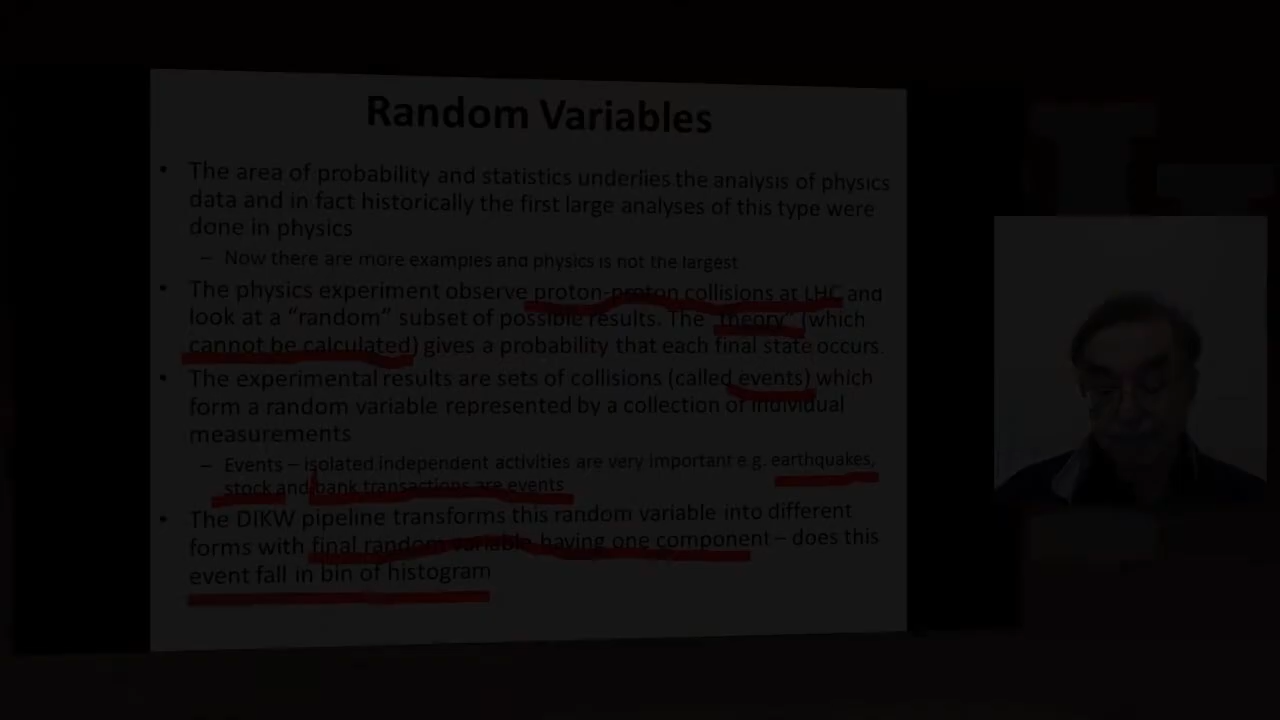 Random Variables
• The area of probability and statistics underlies the analysis of physics
data and in fact historically the first large analyses of this type were
done in physics
– Now there are more examples and physics is not the largest
• The physics experiment observe proton-proton collisions at LHC and
look at a “random” subset of possible results. The “theory” (which
cannot be calculated) gives a probability that each final state occurs.
• The experimental results are sets of collisions (called events) which
form a random variable represented by a collection of individual
measurements
– Events – isolated independent activities are very important e.g. earthquakes,
stock and bank transactions are events
• The DIKW pipeline transforms this random variable into different
forms with final random variable having one component – does this
event fall in bin of histogram